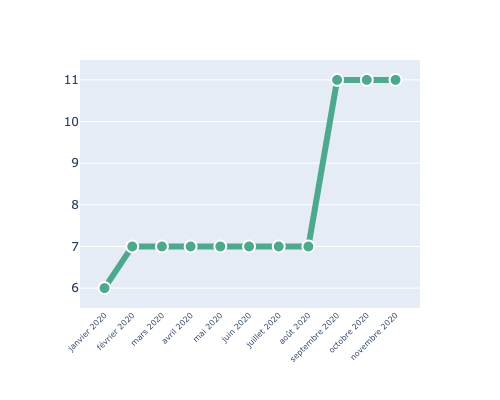 11
10
9
8
7
6
janvier 2020
février 2020
mars 2020
avril 2020
mai 2020
juin 2020
juillet 2020
août 2020
septembre 2020
octobre 2020
novembre 2020